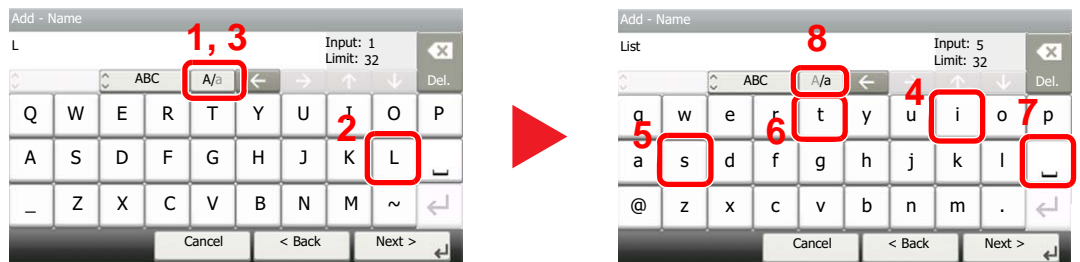 Add - Name
L
1, 3
Input: 1
Limit: 32
ABC
A/a
Del.
Q W E R T Y U I O P
2
A S D F G H J K L
_ Z X C V B N M ~
Cancel
< Back
Next >
Add - Name
List
8
Input: 5
Limit: 32
ABC
A/a
4
Del.
q w e r t y u i o p
5
6
7
a s d f g h j k l
@ z x c v b n m .
Cancel
< Back
Next >